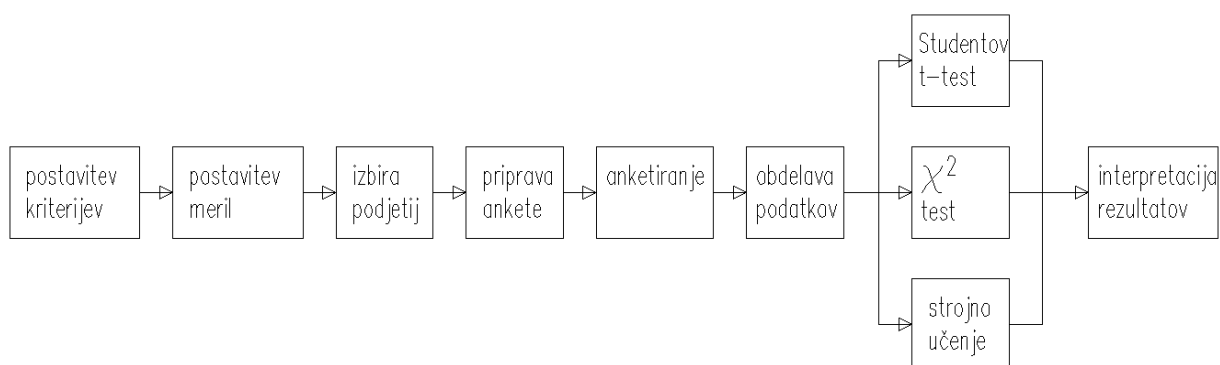 postavitev
kriterijev
postavitev
meril
izbira
podjetij
priprava
ankete
anketiranje
obdelava
podatkov
Studentov
t-test
χ²
test
strojno
učenje
interpretacija
rezultatov